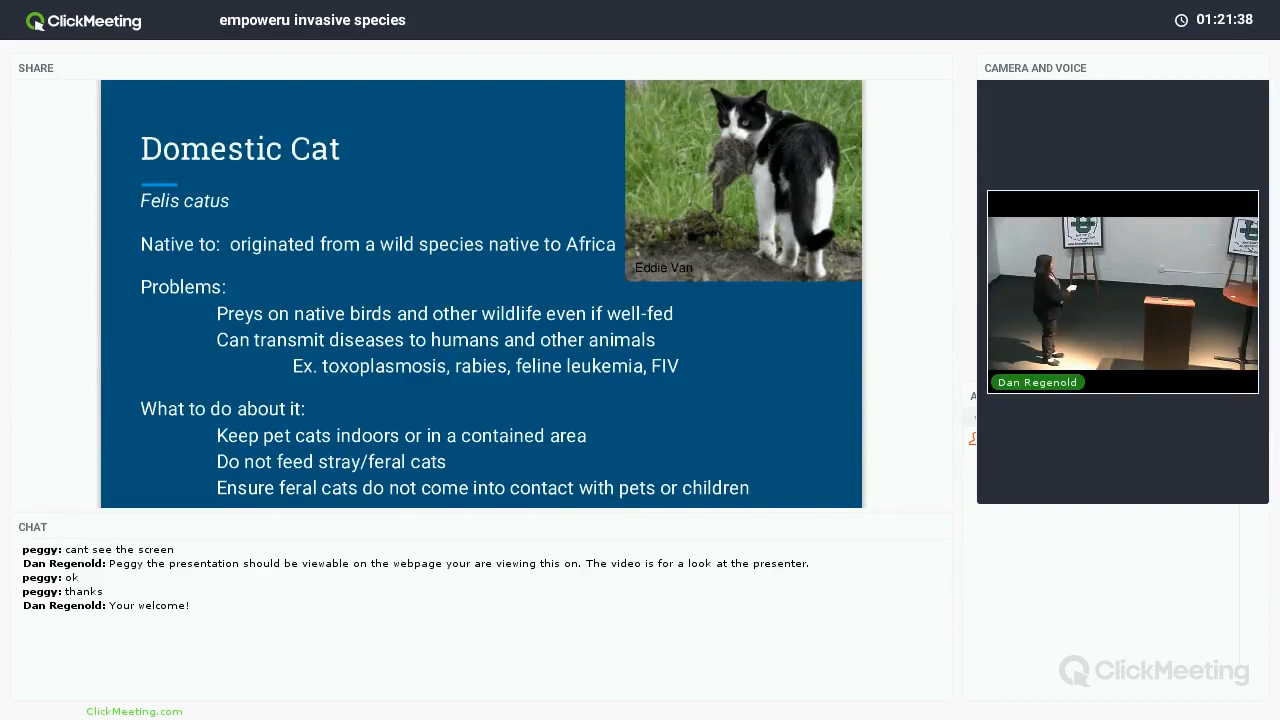 ClickMeeting
empoweru invasive species
01:21:38
SHARE
CAMERA AND VOICE
Domestic Cat
Felis catus
Native to: originated from a wild species native to Africa
Eddie Van
Problems:
Preys on native birds and other wildlife even if well-fed
Can transmit diseases to humans and other animals
Ex. toxoplasmosis, rabies, feline leukemia, FIV
What to do about it:
Keep pet cats indoors or in a contained area
Do not feed stray/feral cats
Ensure feral cats do not come into contact with pets or children
Dan Regenold
CHAT
peggy: cant see the screen
Dan Regenold: Peggy the presentation should be viewable on the webpage your are viewing this on. The video is for a look at the presenter.
peggy: ok
peggy: thanks
Dan Regenold: Your welcome!
ClickMeeting
ClickMeeting.com